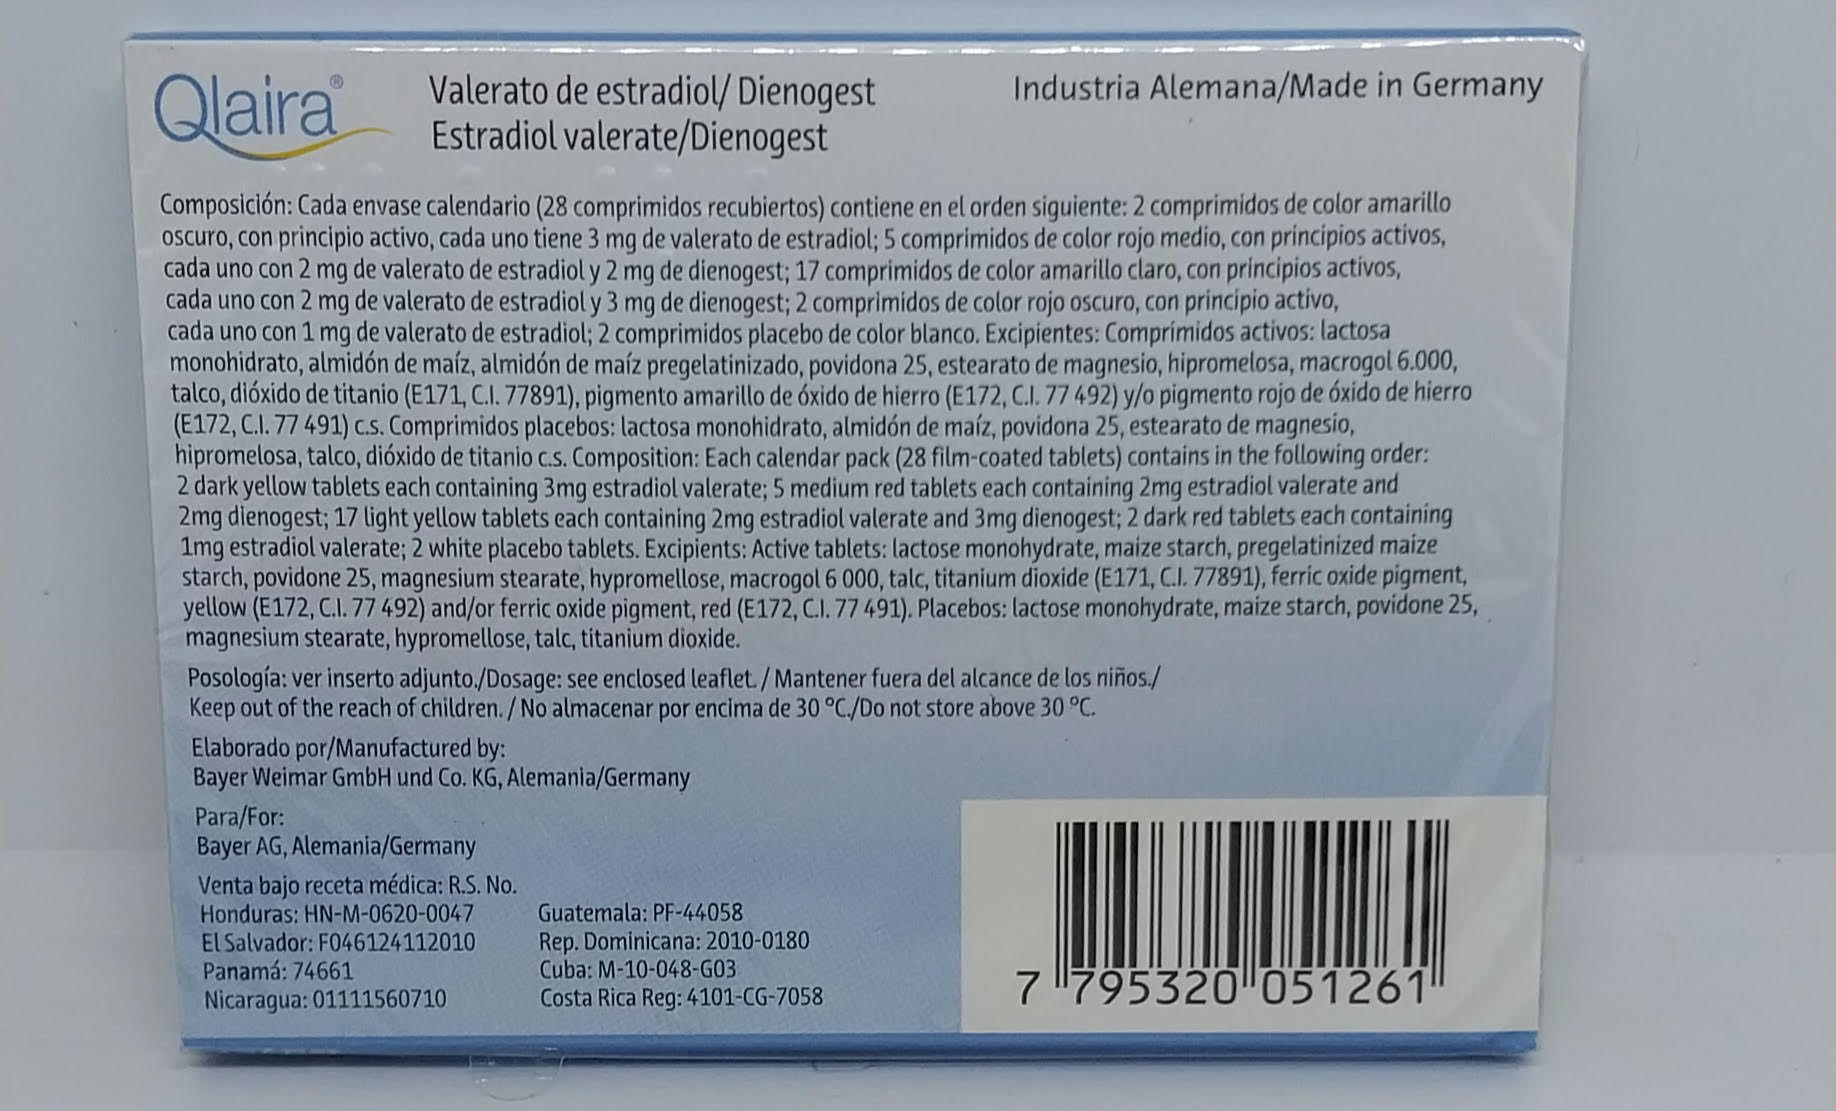 Qlaira®
Valerato de estradiol/ Dienogest
Estradiol valerate/Dienogest
Industria Alemana/Made in Germany
Composición: Cada envase calendario (28 comprimidos recubiertos) contiene en el orden siguiente: 2 comprimidos de color amarillo
oscuro, con principio activo, cada uno tiene 3 mg de valerato de estradiol; 5 comprimidos de color rojo medio, con principios activos,
cada uno con 2 mg de valerato de estradiol y 2 mg de dienogest; 17 comprimidos de color amarillo claro, con principios activos,
cada uno con 2 mg de valerato de estradiol y 3 mg de dienogest; 2 comprimidos de color rojo oscuro, con principio activo,
cada uno con 1 mg de valerato de estradiol; 2 comprimidos placebo de color blanco. Excipientes: Comprimidos activos: lactosa
monohidrato, almidón de maíz, almidón de maíz pregelatinizado, povidona 25, estearato de magnesio, hipromelosa, macrogol 6.000,
talco, dióxido de titanio (E171, C.I. 77891), pigmento amarillo de óxido de hierro (E172, C.I. 77 492) y/o pigmento rojo de óxido de hierro
(E172, C.I. 77 491) c.s. Comprimidos placebos: lactosa monohidrato, almidón de maíz, povidona 25, estearato de magnesio,
hipromelosa, talco, dióxido de titanio c.s. Composition: Each calendar pack (28 film-coated tablets) contains in the following order:
2 dark yellow tablets each containing 3mg estradiol valerate; 5 medium red tablets each containing 2mg estradiol valerate and
2mg dienogest; 17 light yellow tablets each containing 2mg estradiol valerate and 3mg dienogest; 2 dark red tablets each containing
1mg estradiol valerate; 2 white placebo tablets. Excipients: Active tablets: lactose monohydrate, maize starch, pregelatinized maize
starch, povidone 25, magnesium stearate, hypromellose, macrogol 6 000, talc, titanium dioxide (E171, C.I. 77891), ferric oxide pigment,
yellow (E172, C.I. 77 492) and/or ferric oxide pigment, red (E172, C.I. 77 491). Placebos: lactose monohydrate, maize starch, povidone 25,
magnesium stearate, hypromellose, talc, titanium dioxide.
Posología: ver inserto adjunto./Dosage: see enclosed leaflet. / Mantener fuera del alcance de los niños./
Keep out of the reach of children. / No almacenar por encima de 30 °C./Do not store above 30 °C.
Elaborado por/Manufactured by:
Bayer Weimar GmbH und Co. KG, Alemania/Germany
Para/For:
Bayer AG, Alemania/Germany
Venta bajo receta médica: R.S. No.
Honduras: HN-M-0620-0047
El Salvador: F046124112010
Panamá: 74661
Nicaragua: 01111560710
Guatemala: PF-44058
Rep. Dominicana: 2010-0180
Cuba: M-10-048-G03
Costa Rica Reg: 4101-CG-7058
7 795320 051261